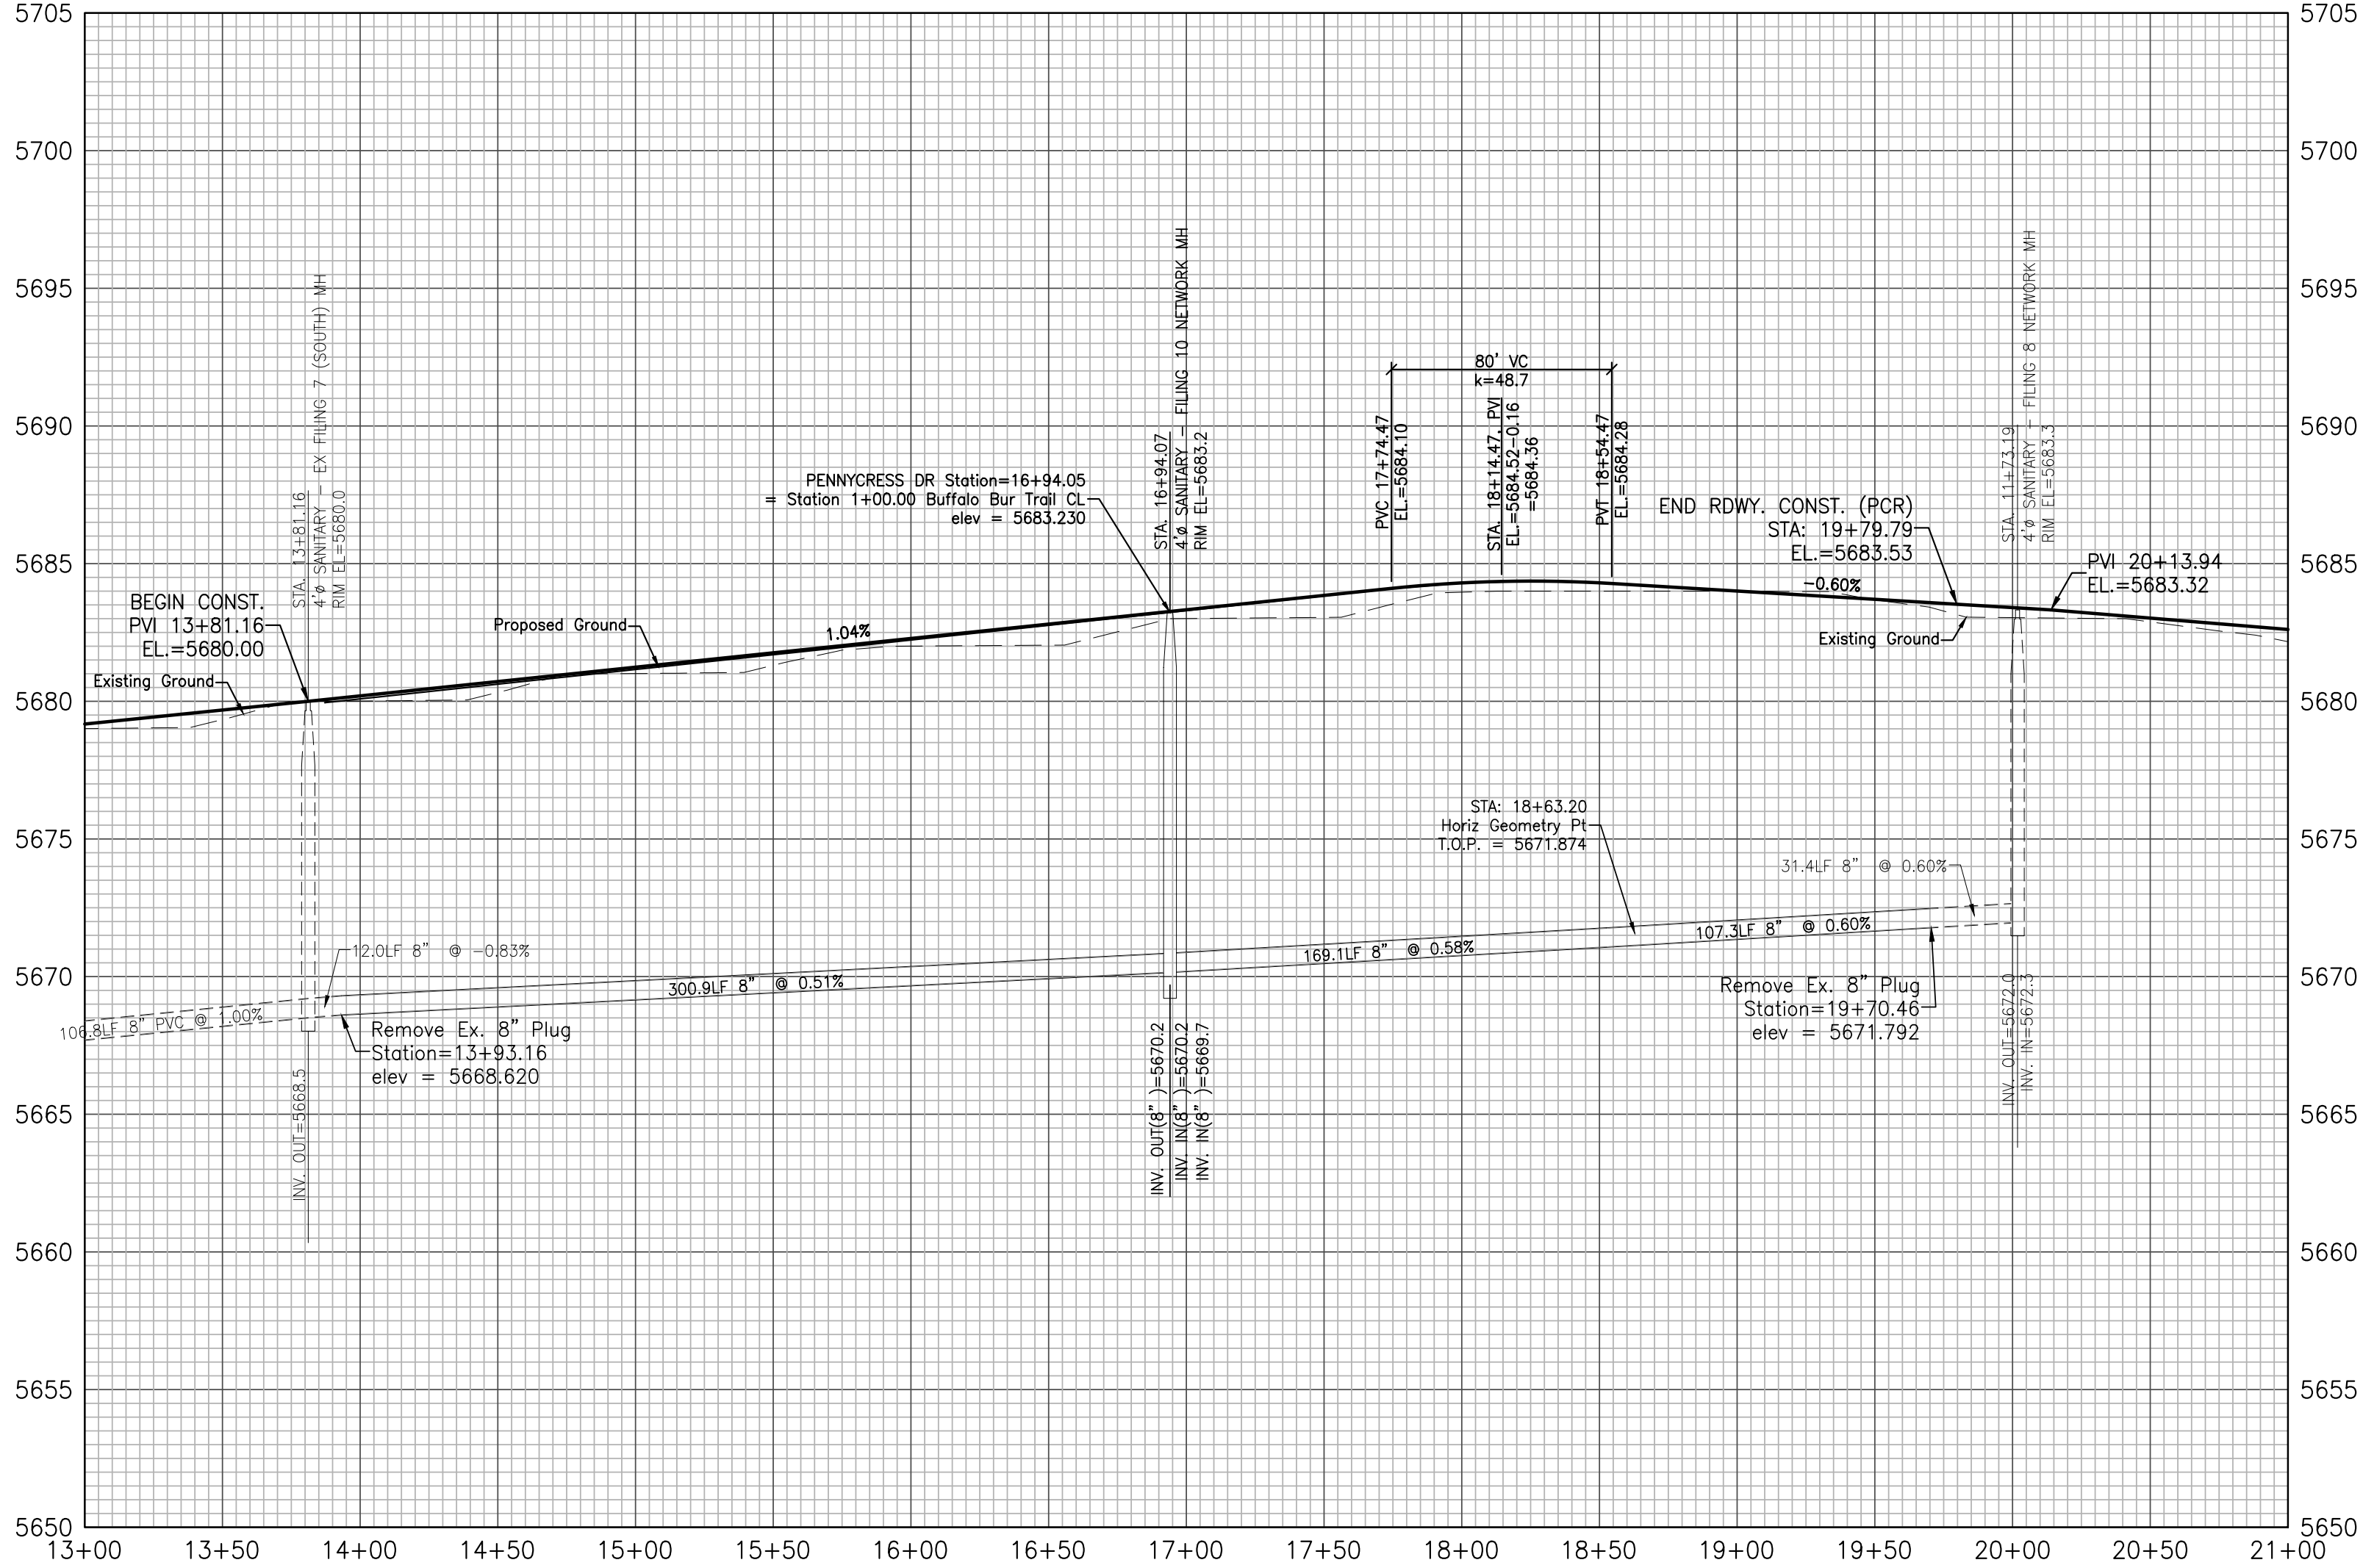 5705
5700
5695
5690
5685
5680
5675
5670
5665
5660
5655
5650
5705
5700
5695
5690
5685
5680
5675
5670
5665
5660
5655
5650
13+00
13+50
14+00
14+50
15+00
15+50
16+00
16+50
17+00
17+50
18+00
18+50
19+00
19+50
20+00
20+50
21+00
STA. 13+81.16
4'ø SANITARY - EX FILING 7 (SOUTH) MH
RIM EL=5680.0
BEGIN CONST.
PVI 13+81.16
EL.=5680.00
Existing Ground
Proposed Ground
1.04%
PENNYCRESS DR Station=16+94.05
= Station 1+00.00 Buffalo Bur Trail CL
elev = 5683.230
STA. 16+94.07
4'ø SANITARY - FILING 10 NETWORK MH
RIM EL=5683.2
80' VC
k=48.7
PVC 17+74.47
EL.=5684.10
STA. 18+14.47, PVI
EL.=5684.52-0.16
=5684.36
PVT 18+54.47
EL.=5684.28
END RDWY. CONST. (PCR)
STA: 19+79.79
EL.=5683.53
-0.60%
Existing Ground
STA. 11+73.19
4'ø SANITARY - FILING 8 NETWORK MH
RIM EL=5683.3
PVI 20+13.94
EL.=5683.32
STA: 18+63.20
Horiz Geometry Pt
T.O.P. = 5671.874
31.4LF 8" @ 0.60%
12.0LF 8" @ -0.83%
106.8LF 8" PVC @ 1.00%
300.9LF 8" @ 0.51%
169.1LF 8" @ 0.58%
107.3LF 8" @ 0.60%
Remove Ex. 8" Plug
Station=13+93.16
elev = 5668.620
Remove Ex. 8" Plug
Station=19+70.46
elev = 5671.792
INV. OUT=5668.5
INV. OUT(8" )=5670.2
INV. IN(8" )=5670.2
INV. IN(8" )=5669.7
INV. OUT=5672.0
INV. IN=5672.3